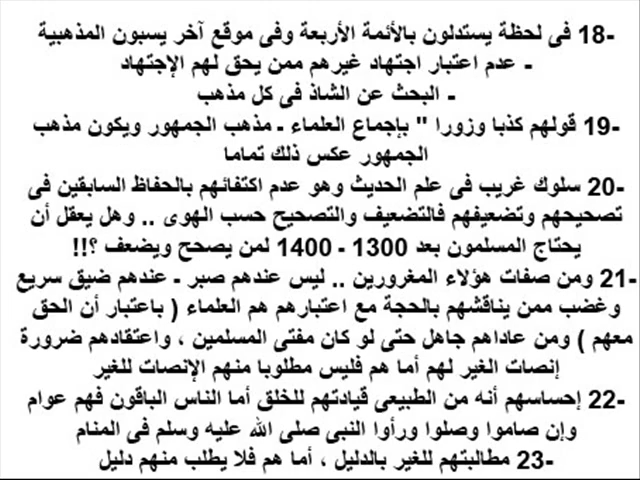 -18 فى لحظة يستدلون بالأئمة الأربعة وفى موقع آخر يسبون المذهبية
- عدم اعتبار اجتهاد غيرهم ممن يحق لهم الإجتهاد
- البحث عن الشاذ فى كل مذهب
-19 قولهم كذبا وزورا " بإجماع العلماء - مذهب الجمهور ويكون مذهب
الجمهور عكس ذلك تماما
-20 سلوك غريب فى علم الحديث وهو عدم اكتفائهم بالحفاظ السابقين فى
تصحيحهم وتضعيفهم فالتضعيف والتصحيح حسب الهوى .. وهل يعقل أن
يحتاج المسلمون بعد 1300 - 1400 لمن يصحح ويضعف ؟!!
-21 ومن صفات هؤلاء المغرورين .. ليس عندهم صبر - عندهم ضيق سريع
وغضب ممن يناقشهم بالحجة مع اعتبارهم هم العلماء ( باعتبار أن الحق
معهم ) ومن عاداهم جاهل حتى لو كان مفتى المسلمين ، واعتقادهم ضرورة
إنصات الغير لهم أما هم فليس مطلوبا منهم الإنصات للغير
-22 إحساسهم أنه من الطبيعى قيادتهم للخلق أما الناس الباقون فهم عوام
وإن صاموا وصلوا ورأوا النبى صلى الله عليه وسلم فى المنام
-23 مطالبتهم للغير بالدليل ، أما هم فلا يطلب منهم دليل